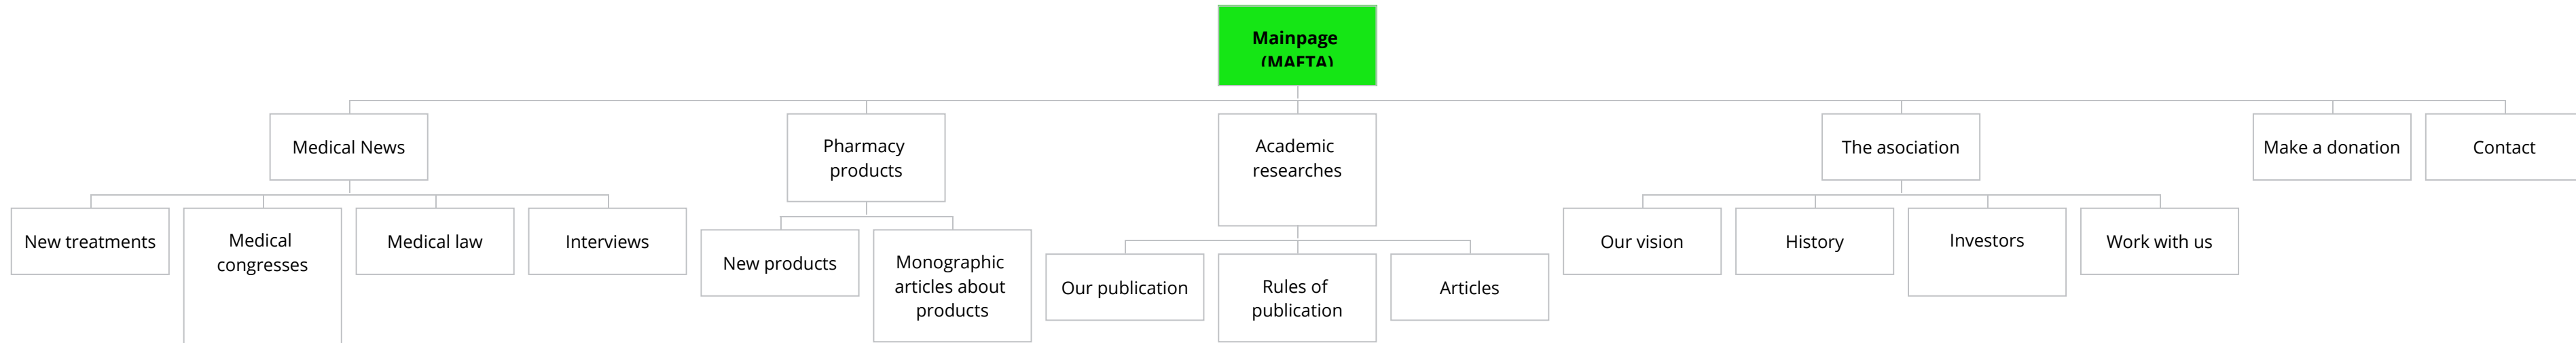 Mainpage
(MAFTA)
Medical News
Pharmacy
products
Academic
researches
The asociation
Make a donation
Contact
New treatments
Medical
congresses
Medical law
Interviews
New products
Monographic
articles about
products
Our publication
Rules of
publication
Articles
Our vision
History
Investors
Work with us